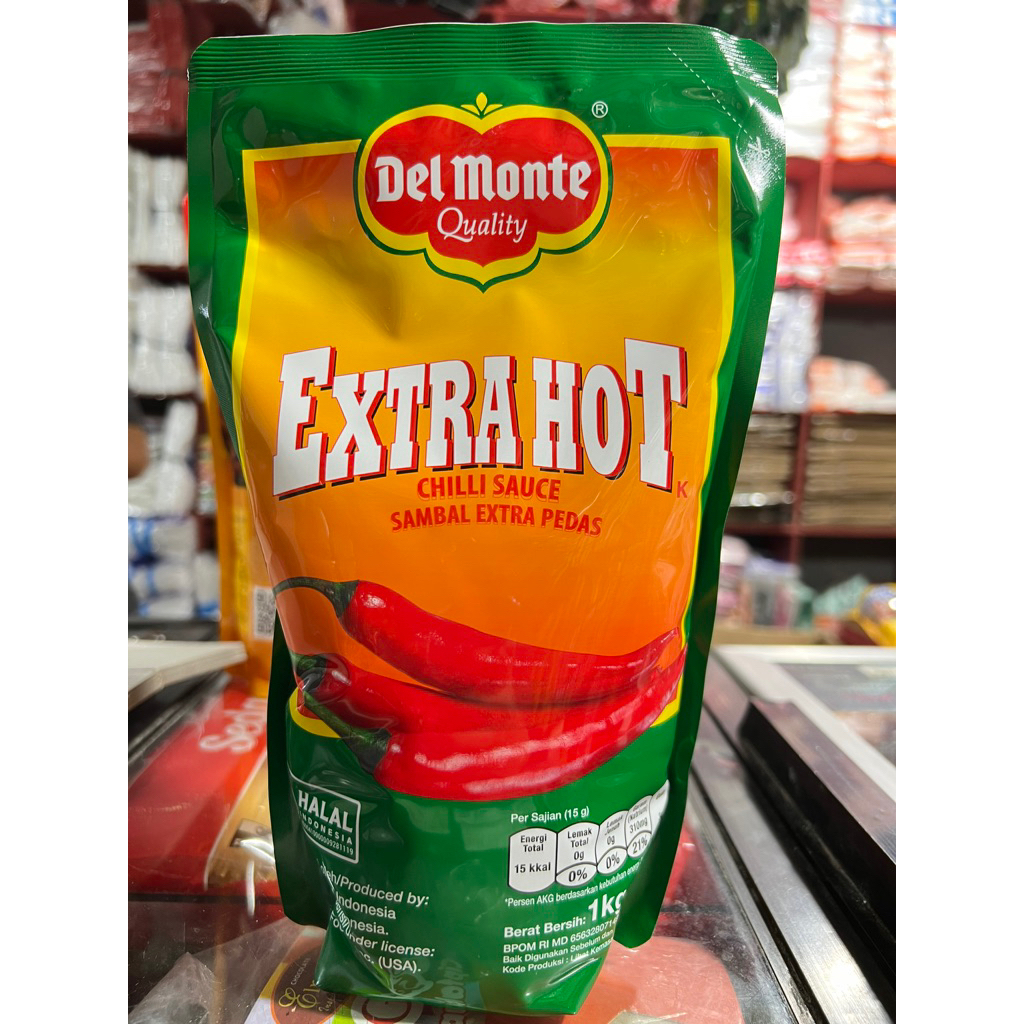 Del Monte
®
Quality
EXTRA HOT
K
CHILLI SAUCE
SAMBAL EXTRA PEDAS
HALAL
INDONESIA
Per Sajian (15 g)
Energi
Total
15 kkal
Lemak
Total
0g
0%
0g
0%
310mg
21%
*Persen AKG berdasarkan kebutuhan
/Produced by:
Indonesia
under license:
(USA).
Berat Bersih: 1kg
BPOM RI MD
Baik Digunakan Sebelum dan
Kode Produksi : Lihat